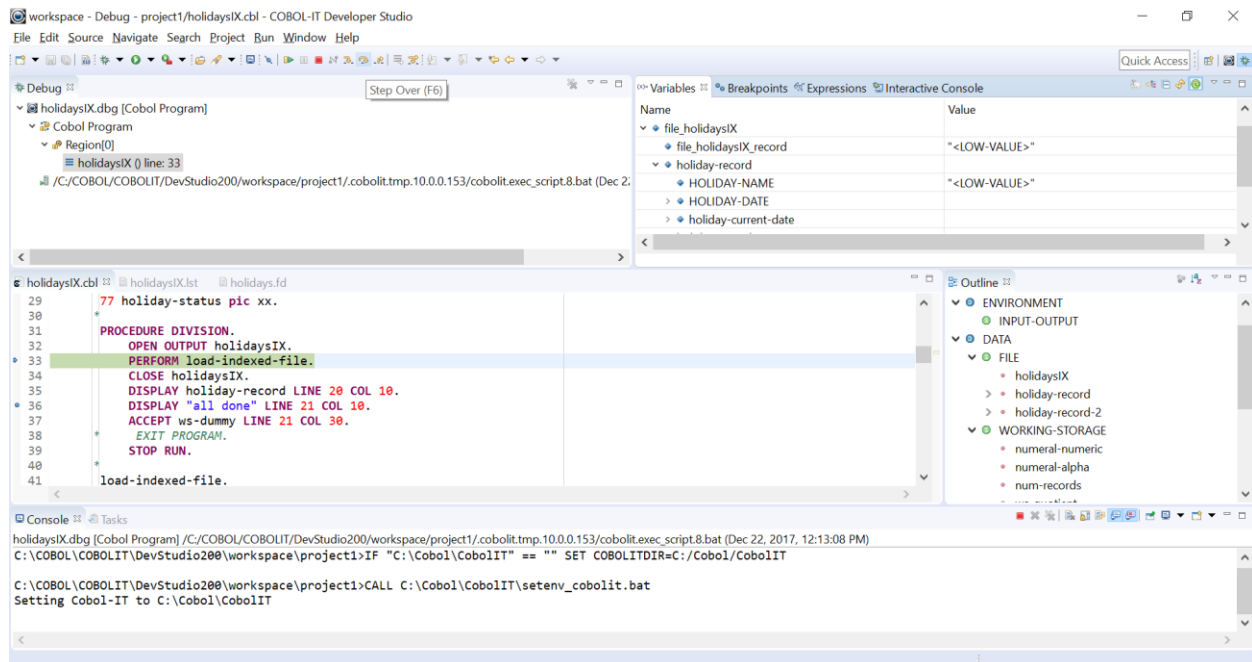 workspace - Debug - project1/holidaysIX.cbl - COBOL-IT Developer Studio
File Edit Source Navigate Search Project Run Window Help
Quick Access
Debug
Step Over (F6)
holidaysIX.dbg [Cobol Program]
Cobol Program
Region[0]
holidaysIX () line: 33
/C:/COBOL/COBOLIT/DevStudio200/workspace/project1/.cobolit.tmp.10.0.0.153/cobolit.exec_script.8.bat (Dec 22
Variables Breakpoints Expressions Interactive Console
Name Value
file_holidaysIX
file_holidaysIX_record "<LOW-VALUE>"
holiday-record
HOLIDAY-NAME "<LOW-VALUE>"
HOLIDAY-DATE
holiday-current-date
holidaysIX.cbl holidaysIX.lst holidays.fd
29 77 holiday-status pic xx.
30 *
31 PROCEDURE DIVISION.
32 OPEN OUTPUT holidaysIX.
33 PERFORM load-indexed-file.
34 CLOSE holidaysIX.
35 DISPLAY holiday-record LINE 20 COL 10.
36 DISPLAY "all done" LINE 21 COL 10.
37 ACCEPT ws-dummy LINE 21 COL 30.
38 * EXIT PROGRAM.
39 STOP RUN.
40 *
41 load-indexed-file.
Outline
ENVIRONMENT
INPUT-OUTPUT
DATA
FILE
holidaysIX
holiday-record
holiday-record-2
WORKING-STORAGE
numeral-numeric
numeral-alpha
num-records
Console Tasks
holidaysIX.dbg [Cobol Program] /C:/COBOL/COBOLIT/DevStudio200/workspace/project1/.cobolit.tmp.10.0.0.153/cobolit.exec_script.8.bat (Dec 22, 2017, 12:13:08 PM)
C:\COBOL\COBOLIT\DevStudio200\workspace\project1>IF "C:\Cobol\CobolIT" == "" SET COBOLITDIR=C:/Cobol/CobolIT
C:\COBOL\COBOLIT\DevStudio200\workspace\project1>CALL C:\Cobol\CobolIT\setenv_cobolit.bat
Setting Cobol-IT to C:\Cobol\CobolIT